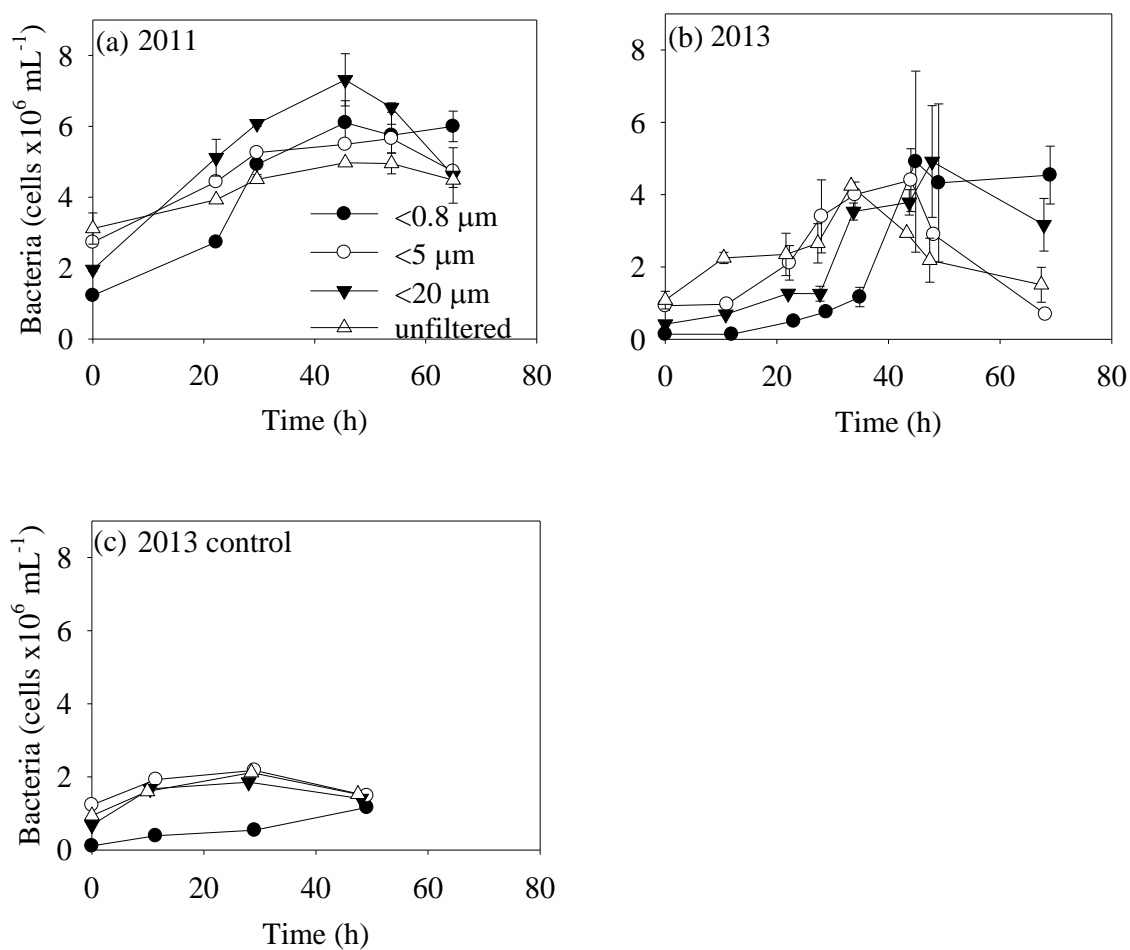 (a) 2011
8
6
4
2
0
Bacteria (cells x10⁶ mL⁻¹)
<0.8 μm
<5 μm
<20 μm
unfiltered
0 20 40 60 80
Time (h)
(b) 2013
8
6
4
2
0
0 20 40 60 80
Time (h)
(c) 2013 control
8
6
4
2
0
Bacteria (cells x10⁶ mL⁻¹)
0 20 40 60 80
Time (h)